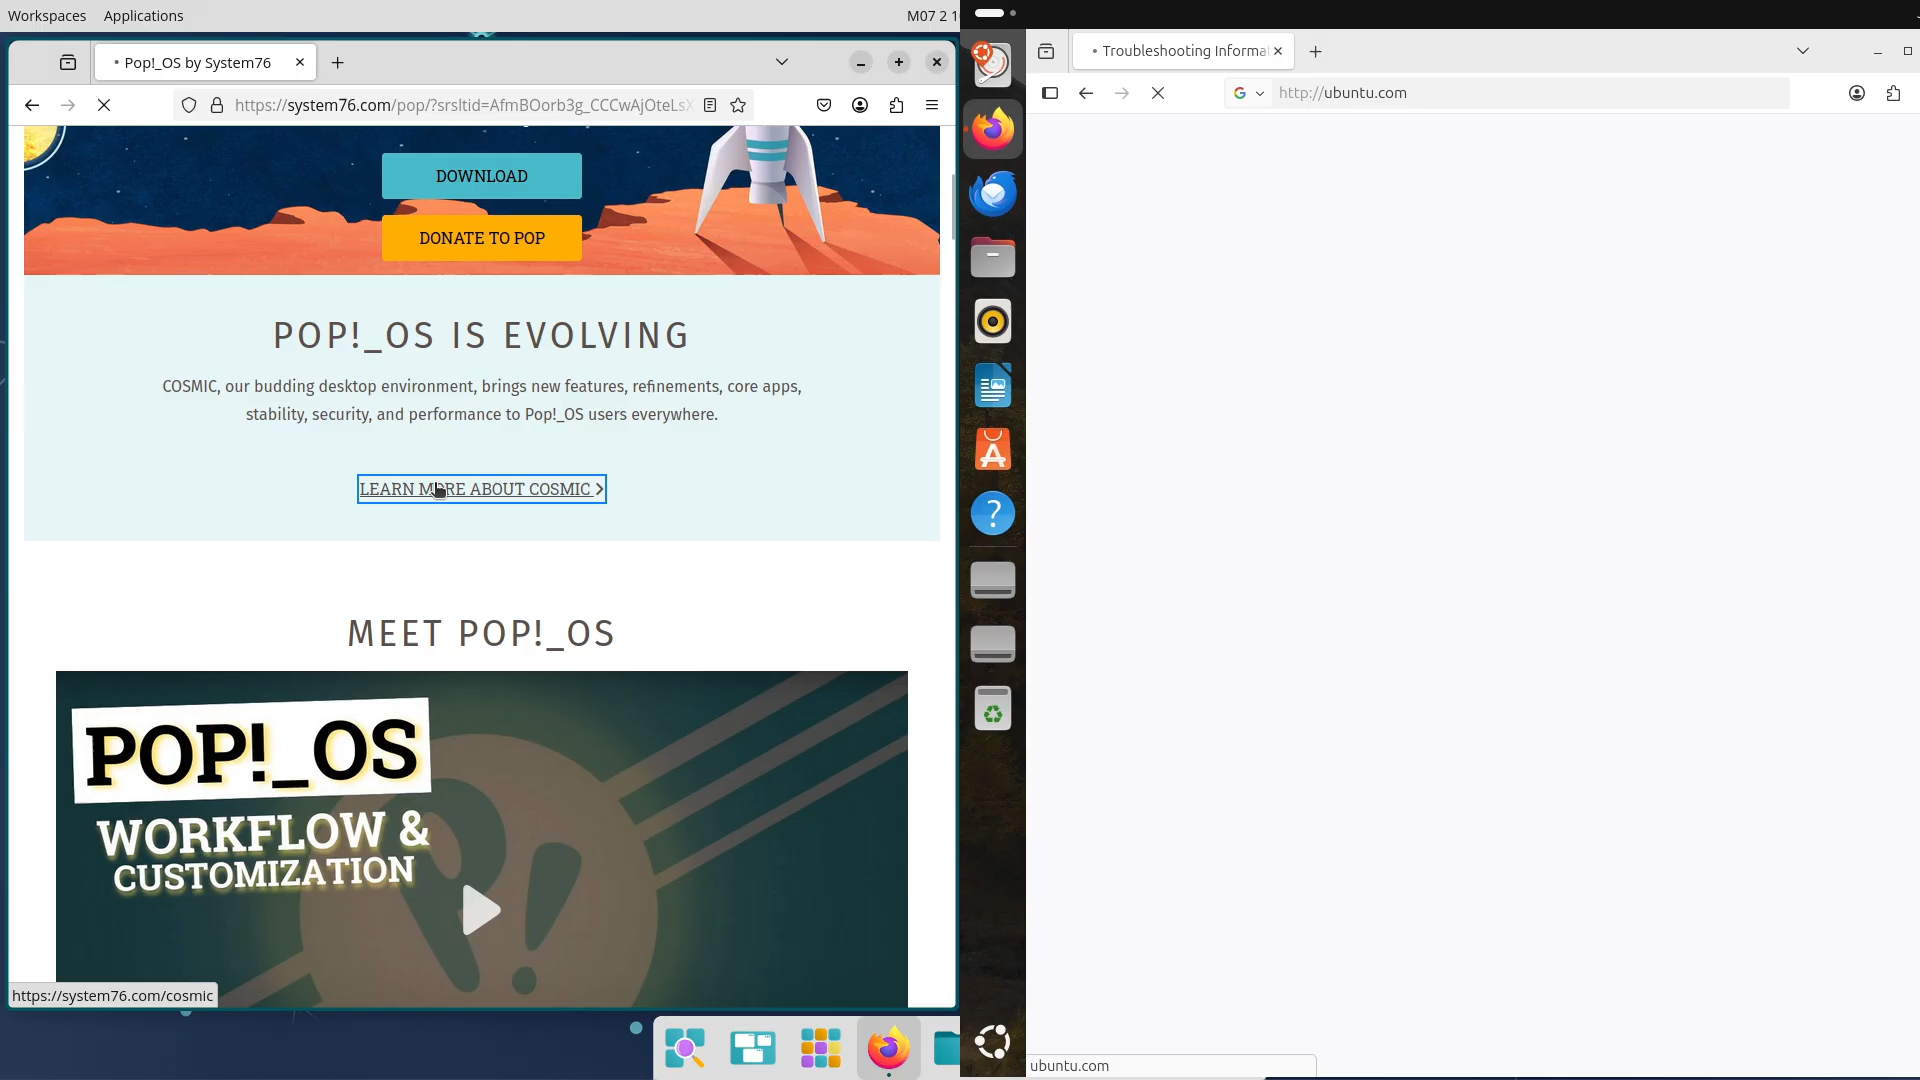 Workspaces Applications
M07 2 1
Pop!_OS by System76
https://system76.com/pop/?srsltid=AfmBOorb3g_CCCwAjOteLsX
DOWNLOAD
DONATE TO POP
POP!_OS IS EVOLVING
COSMIC, our budding desktop environment, brings new features, refinements, core apps,
stability, security, and performance to Pop!_OS users everywhere.
LEARN MORE ABOUT COSMIC
MEET POP!_OS
POP!_OS
WORKFLOW &
CUSTOMIZATION
https://system76.com/cosmic
Troubleshooting Informa
http://ubuntu.com
ubuntu.com